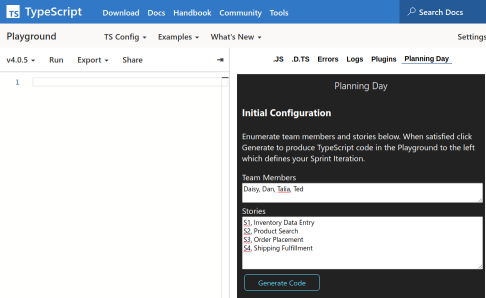 TS TypeScript Download Docs Handbook Community Tools Search Docs
Playground TS Config Examples What's New Settings
v4.0.5 Run Export Share .JS .D.TS Errors Logs Plugins Planning Day
1
Planning Day
Initial Configuration
Enumerate team members and stories below. When satisfied click
Generate to produce TypeScript code in the Playground to the left
which defines your Sprint Iteration.
Team Members
Daisy, Dan, Talia, Ted
Stories
S1, Inventory Data Entry
S2, Product Search
S3, Order Placement
S4, Shipping Fulfillment
Generate Code